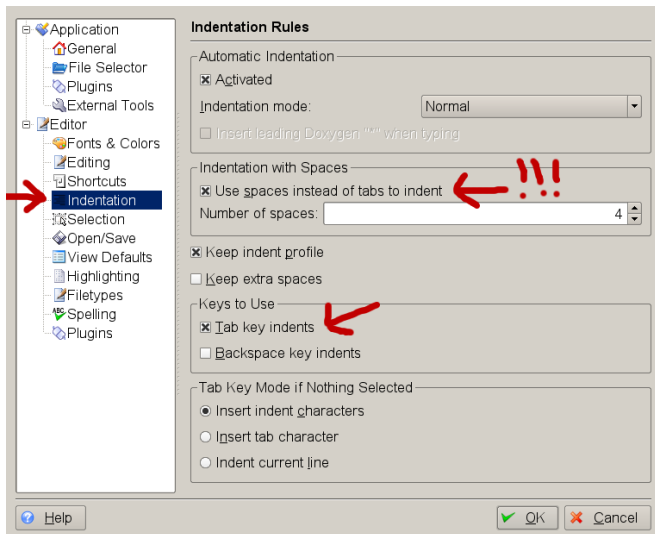 Application
General
File Selector
Plugins
External Tools
Editor
Fonts & Colors
Editing
Shortcuts
Indentation
Selection
Open/Save
View Defaults
Highlighting
Filetypes
Spelling
Plugins
Indentation Rules
Automatic Indentation
Activated
Indentation mode: Normal
Insert leading Doxygen "*" when typing
Indentation with Spaces
Use spaces instead of tabs to indent !!!
Number of spaces: 4
Keep indent profile
Keep extra spaces
Keys to Use
Tab key indents
Backspace key indents
Tab Key Mode if Nothing Selected
Insert indent characters
Insert tab character
Indent current line
Help OK Cancel